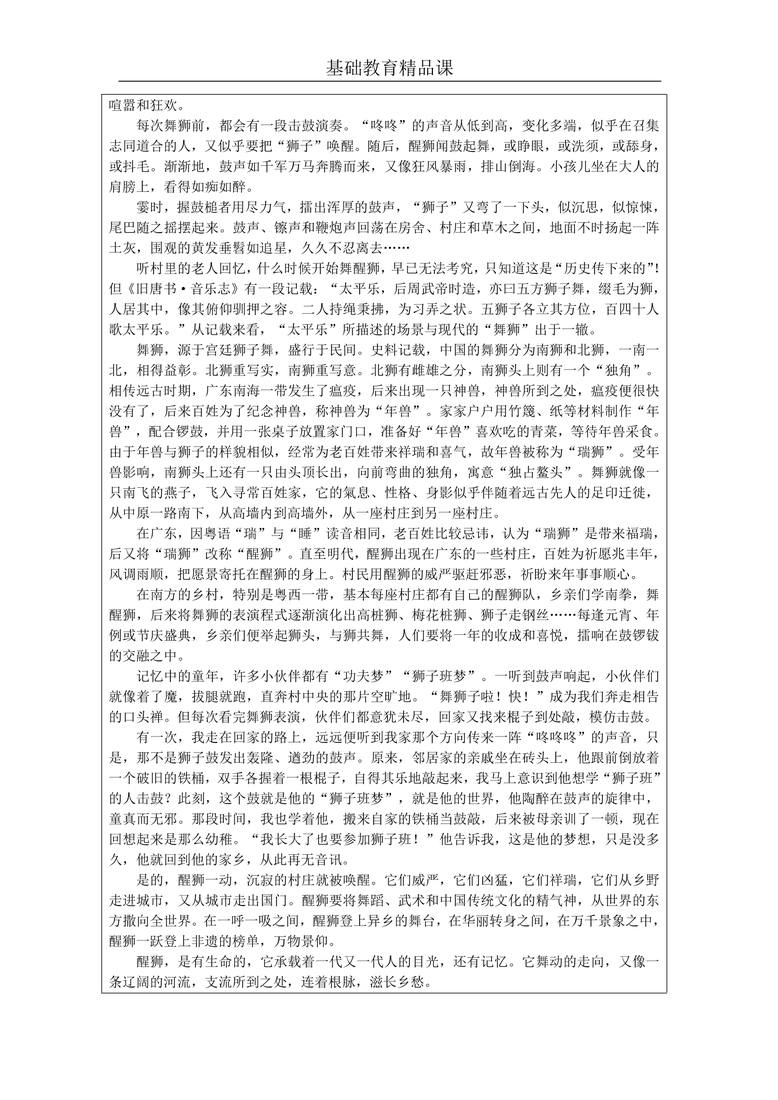 基础教育精品课
喧嚣和狂欢。
每次舞狮前，都会有一段击鼓演奏。“咚咚”的声音从低到高，变化多端，似乎在召集
志同道合的人，又似乎要把“狮子”唤醒。随后，醒狮闻鼓起舞，或睁眼，或洗须，或舔身，
或抖毛。渐渐地，鼓声如千军万马奔腾而来，又像狂风暴雨，排山倒海。小孩儿坐在大人的
肩膀上，看得如痴如醉。
霎时，握鼓槌者用尽力气，擂出浑厚的鼓声，“狮子”又弯了一下头，似沉思，似惊悚，
尾巴随之摇摆起来。鼓声、镲声和鞭炮声回荡在房舍、村庄和草木之间，地面不时扬起一阵
土灰，围观的黄发垂髫如追星，久久不忍离去……
听村里的老人回忆，什么时候开始舞醒狮，早已无法考究，只知道这是“历史传下来的”！
但《旧唐书·音乐志》有一段记载：“太平乐，后周武帝时造，亦曰五方狮子舞，缀毛为狮，
人居其中，像其俯仰驯押之容。二人持绳秉拂，为习弄之状。五狮子各立其方位，百四十人
歌太平乐。”从记载来看，“太平乐”所描述的场景与现代的“舞狮”出于一辙。
舞狮，源于宫廷狮子舞，盛行于民间。史料记载，中国的舞狮分为南狮和北狮，一南一
北，相得益彰。北狮重写实，南狮重写意。北狮有雌雄之分，南狮头上则有一个“独角”。
相传远古时期，广东南海一带发生了瘟疫，后来出现一只神兽，神兽所到之处，瘟疫便很快
没有了，后来百姓为了纪念神兽，称神兽为“年兽”。家家户户用竹篾、纸等材料制作“年
兽”，配合锣鼓，并用一张桌子放置家门口，准备好“年兽”喜欢吃的青菜，等待年兽采食。
由于年兽与狮子的样貌相似，经常为老百姓带来祥瑞和喜气，故年兽被称为“瑞狮”。受年
兽影响，南狮头上还有一只由头顶长出，向前弯曲的独角，寓意“独占鳌头”。舞狮就像一
只南飞的燕子，飞入寻常百姓家，它的氣息、性格、身影似乎伴随着远古先人的足印迁徙，
从中原一路南下，从高墙内到高墙外，从一座村庄到另一座村庄。
在广东，因粤语“瑞”与“睡”读音相同，老百姓比较忌讳，认为“瑞狮”是带来福瑞，
后又将“瑞狮”改称“醒狮”。直至明代，醒狮出现在广东的一些村庄，百姓为祈愿兆丰年，
风调雨顺，把愿景寄托在醒狮的身上。村民用醒狮的威严驱赶邪恶，祈盼来年事事顺心。
在南方的乡村，特别是粤西一带，基本每座村庄都有自己的醒狮队，乡亲们学南拳，舞
醒狮，后来将舞狮的表演程式逐渐演化出高桩狮、梅花桩狮、狮子走钢丝……每逢元宵、年
例或节庆盛典，乡亲们便举起狮头，与狮共舞，人们要将一年的收成和喜悦，擂响在鼓锣钹
的交融之中。
记忆中的童年，许多小伙伴都有“功夫梦”“狮子班梦”。一听到鼓声响起，小伙伴们
就像着了魔，拔腿就跑，直奔村中央的那片空旷地。“舞狮子啦！快！”成为我们奔走相告
的口头禅。但每次看完舞狮表演，伙伴们都意犹未尽，回家又找来棍子到处敲，模仿击鼓。
有一次，我走在回家的路上，远远便听到我家那个方向传来一阵“咚咚咚”的声音，只
是，那不是狮子鼓发出轰隆、遒劲的鼓声。原来，邻居家的亲戚坐在砖头上，他跟前倒放着
一个破旧的铁桶，双手各握着一根棍子，自得其乐地敲起来，我马上意识到他想学“狮子班”
的人击鼓？此刻，这个鼓就是他的“狮子班梦”，就是他的世界，他陶醉在鼓声的旋律中，
童真而无邪。那段时间，我也学着他，搬来自家的铁桶当鼓敲，后来被母亲训了一顿，现在
回想起来是那么幼稚。“我长大了也要参加狮子班！”他告诉我，这是他的梦想，只是没多
久，他就回到他的家乡，从此再无音讯。
是的，醒狮一动，沉寂的村庄就被唤醒。它们威严，它们凶猛，它们祥瑞，它们从乡野
走进城市，又从城市走出国门。醒狮要将舞蹈、武术和中国传统文化的精气神，从世界的东
方撒向全世界。在一呼一吸之间，醒狮登上异乡的舞台，在华丽转身之间，在万千景象之中，
醒狮一跃登上非遗的榜单，万物景仰。
醒狮，是有生命的，它承载着一代又一代人的目光，还有记忆。它舞动的走向，又像一
条辽阔的河流，支流所到之处，连着根脉，滋长乡愁。